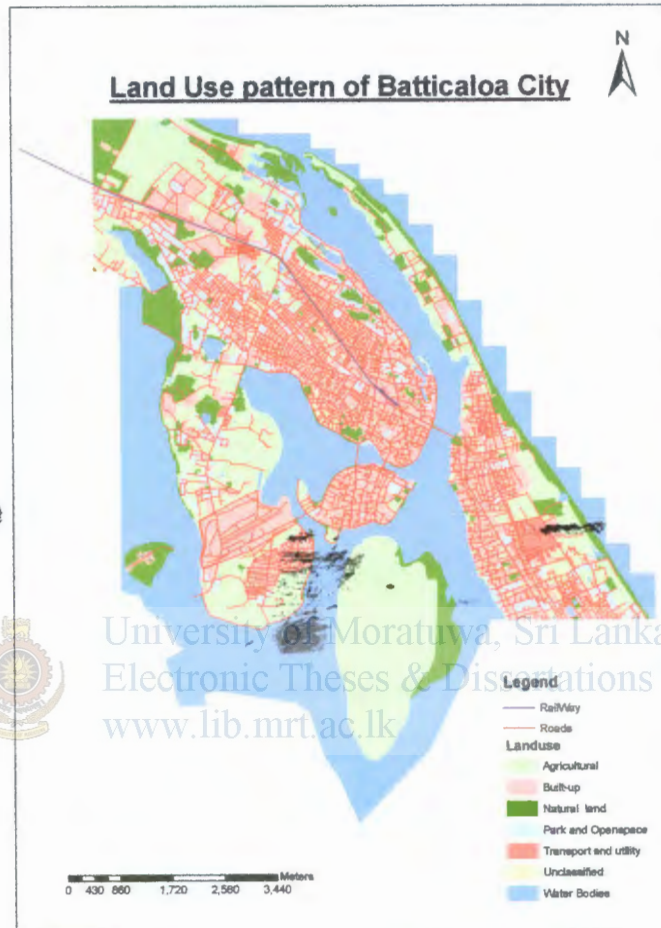 N
Land Use pattern of Batticaloa City
University of Moratuwa, Sri Lanka
Electronic Theses & Dissertations
www.lib.mrt.ac.lk
Legend
RailWay
Roads
Landuse
Agricultural
Built-up
Natural land
Park and Openspace
Transport and utility
Unclassified
Water Bodies
Meters
0 430 860 1,720 2,580 3,440